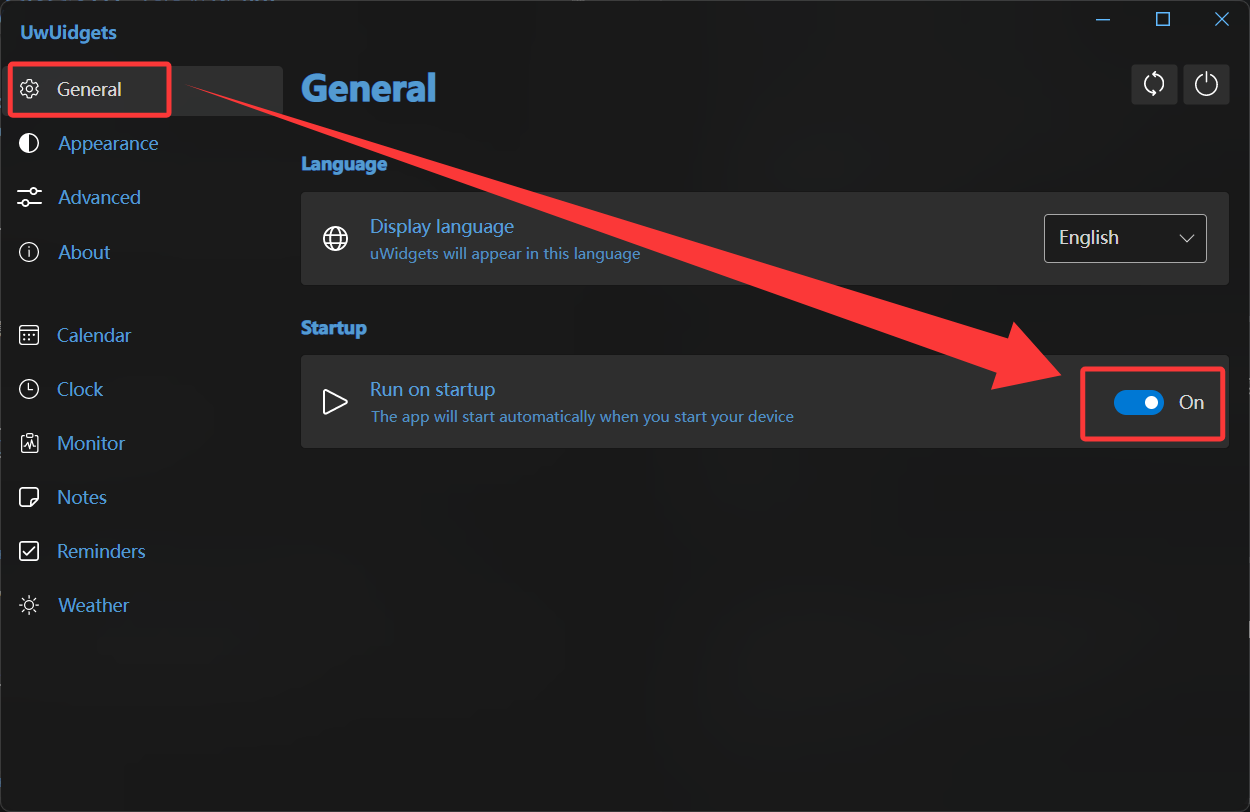 UwUidgets
General
Appearance
Advanced
About
Calendar
Clock
Monitor
Notes
Reminders
Weather
General
Language
Display language
uWidgets will appear in this language
English
Startup
Run on startup
The app will start automatically when you start your device
On